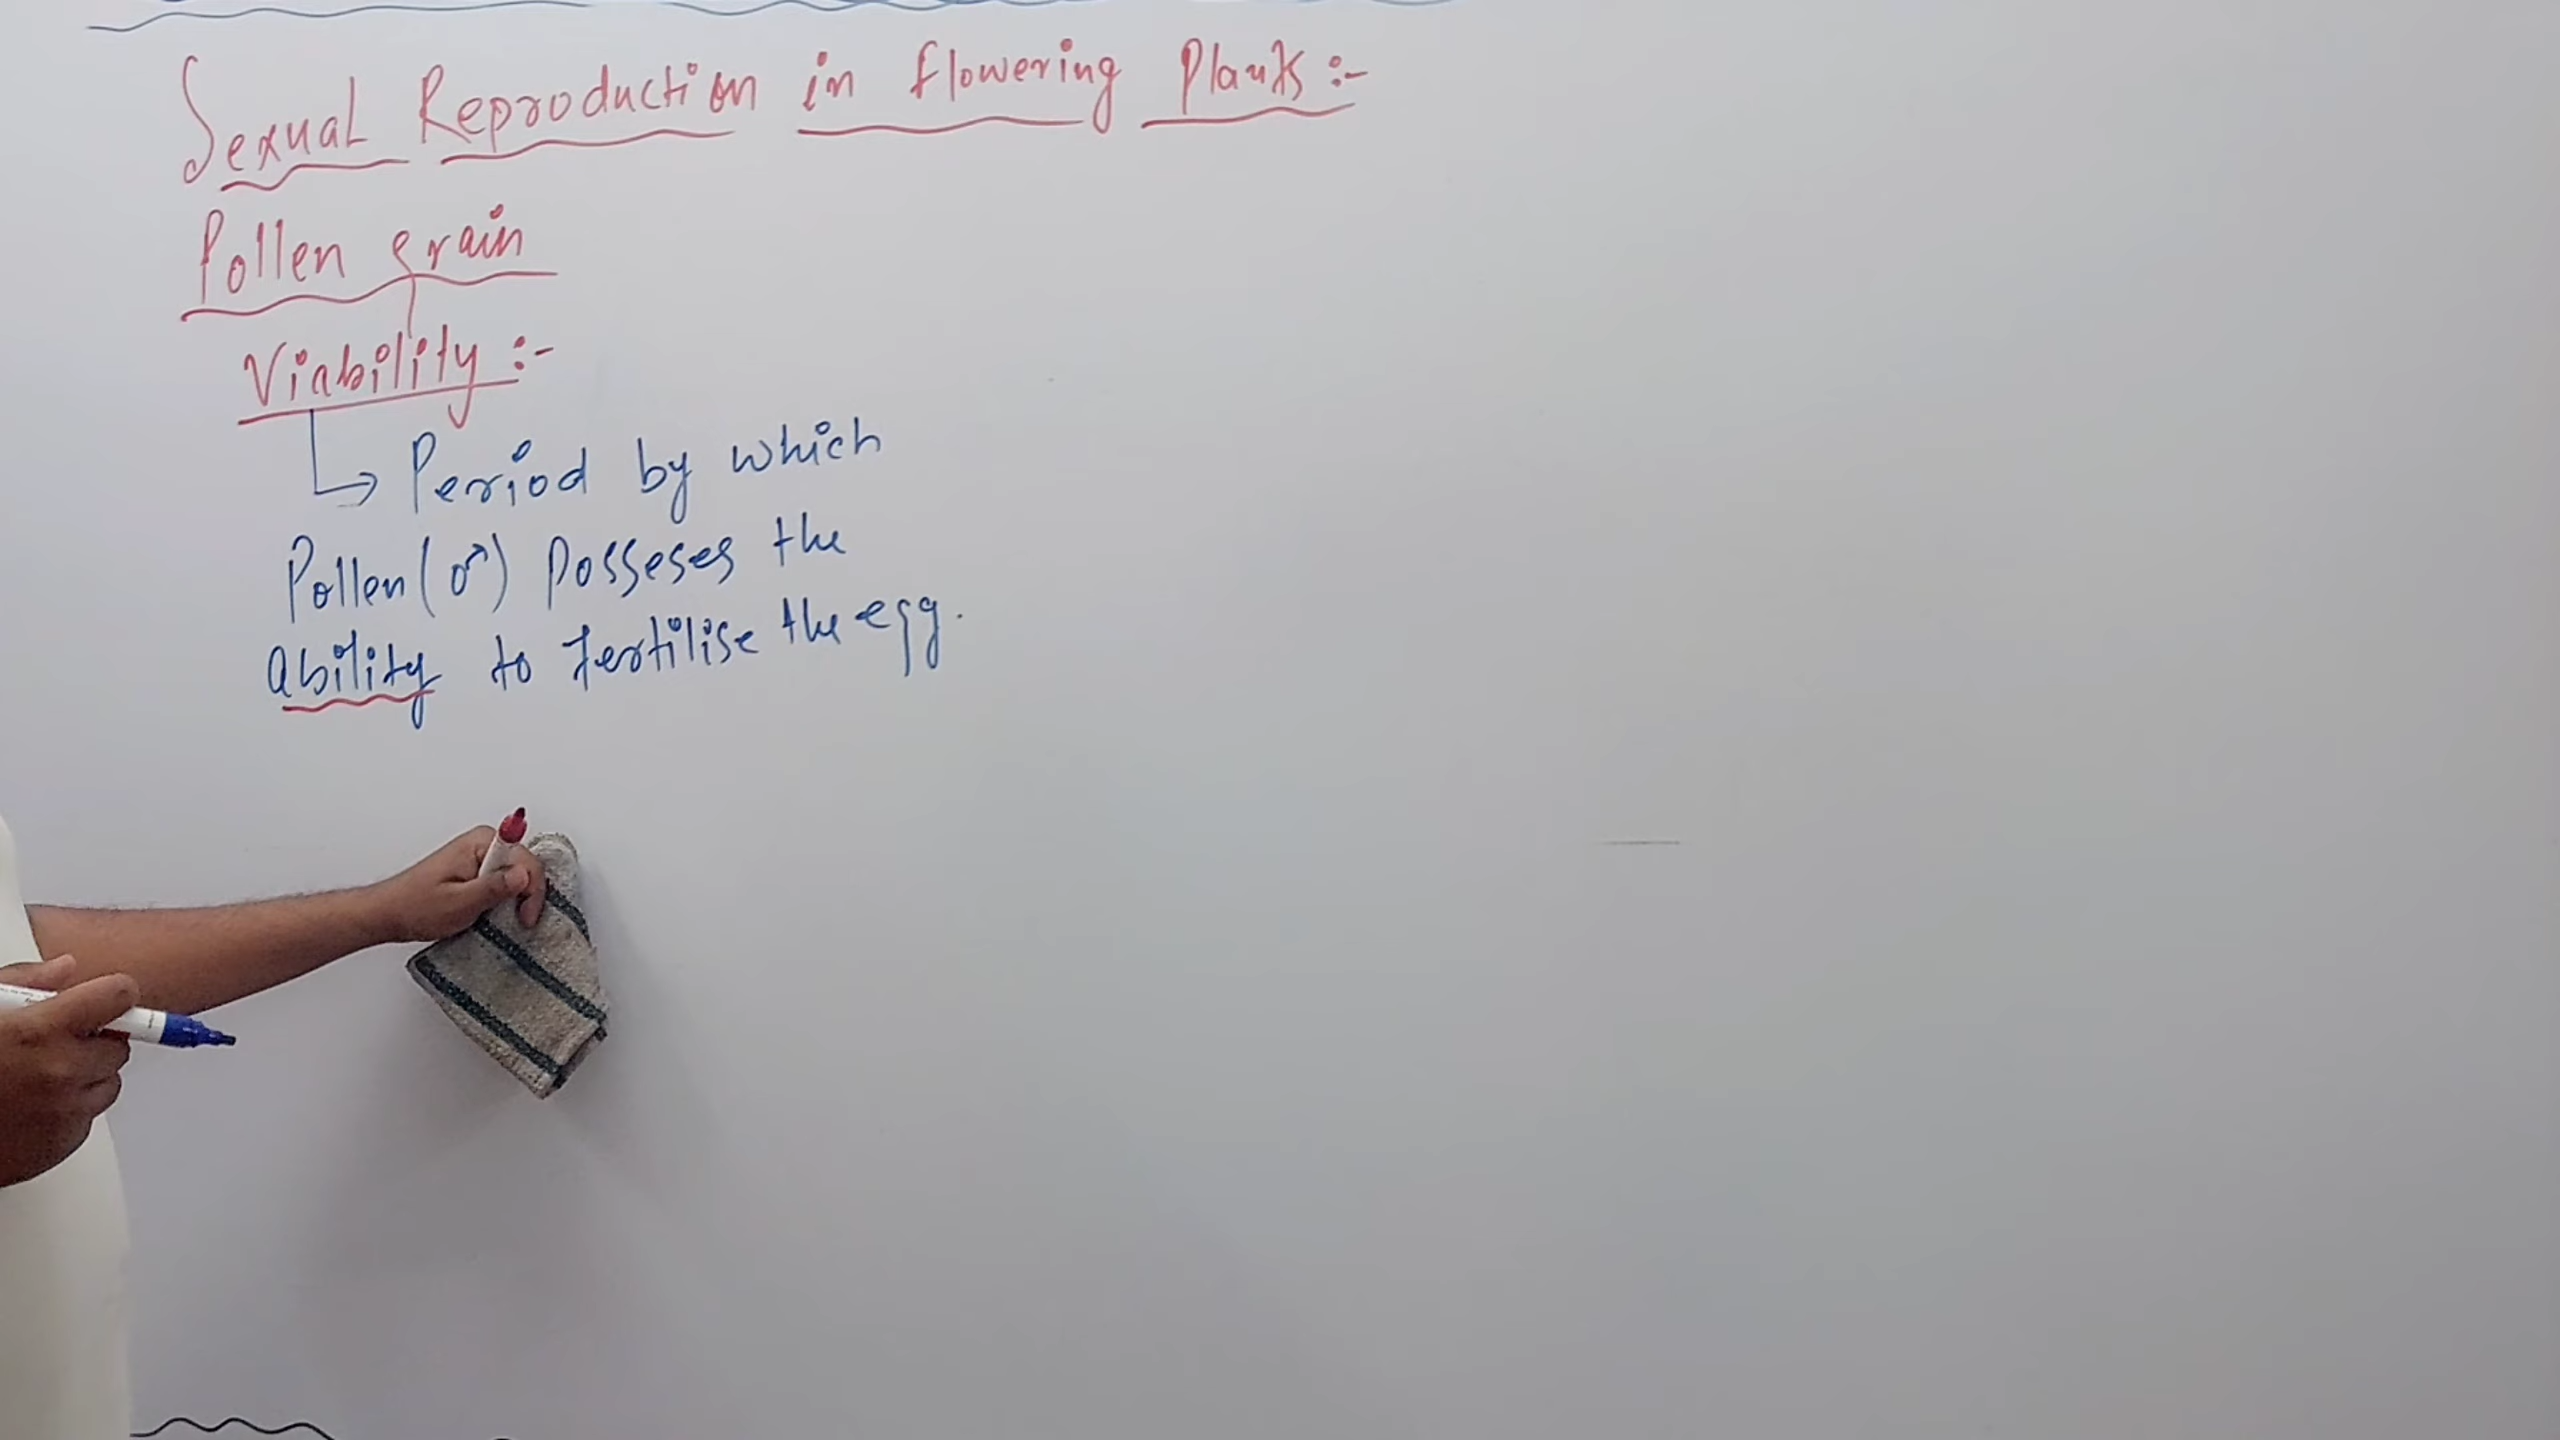 Sexual Reproduction in flowering Plants :-
Pollen grain
Viability :-
→ Period by which
Pollen (♂) Posseses the
ability to fertilise the egg.